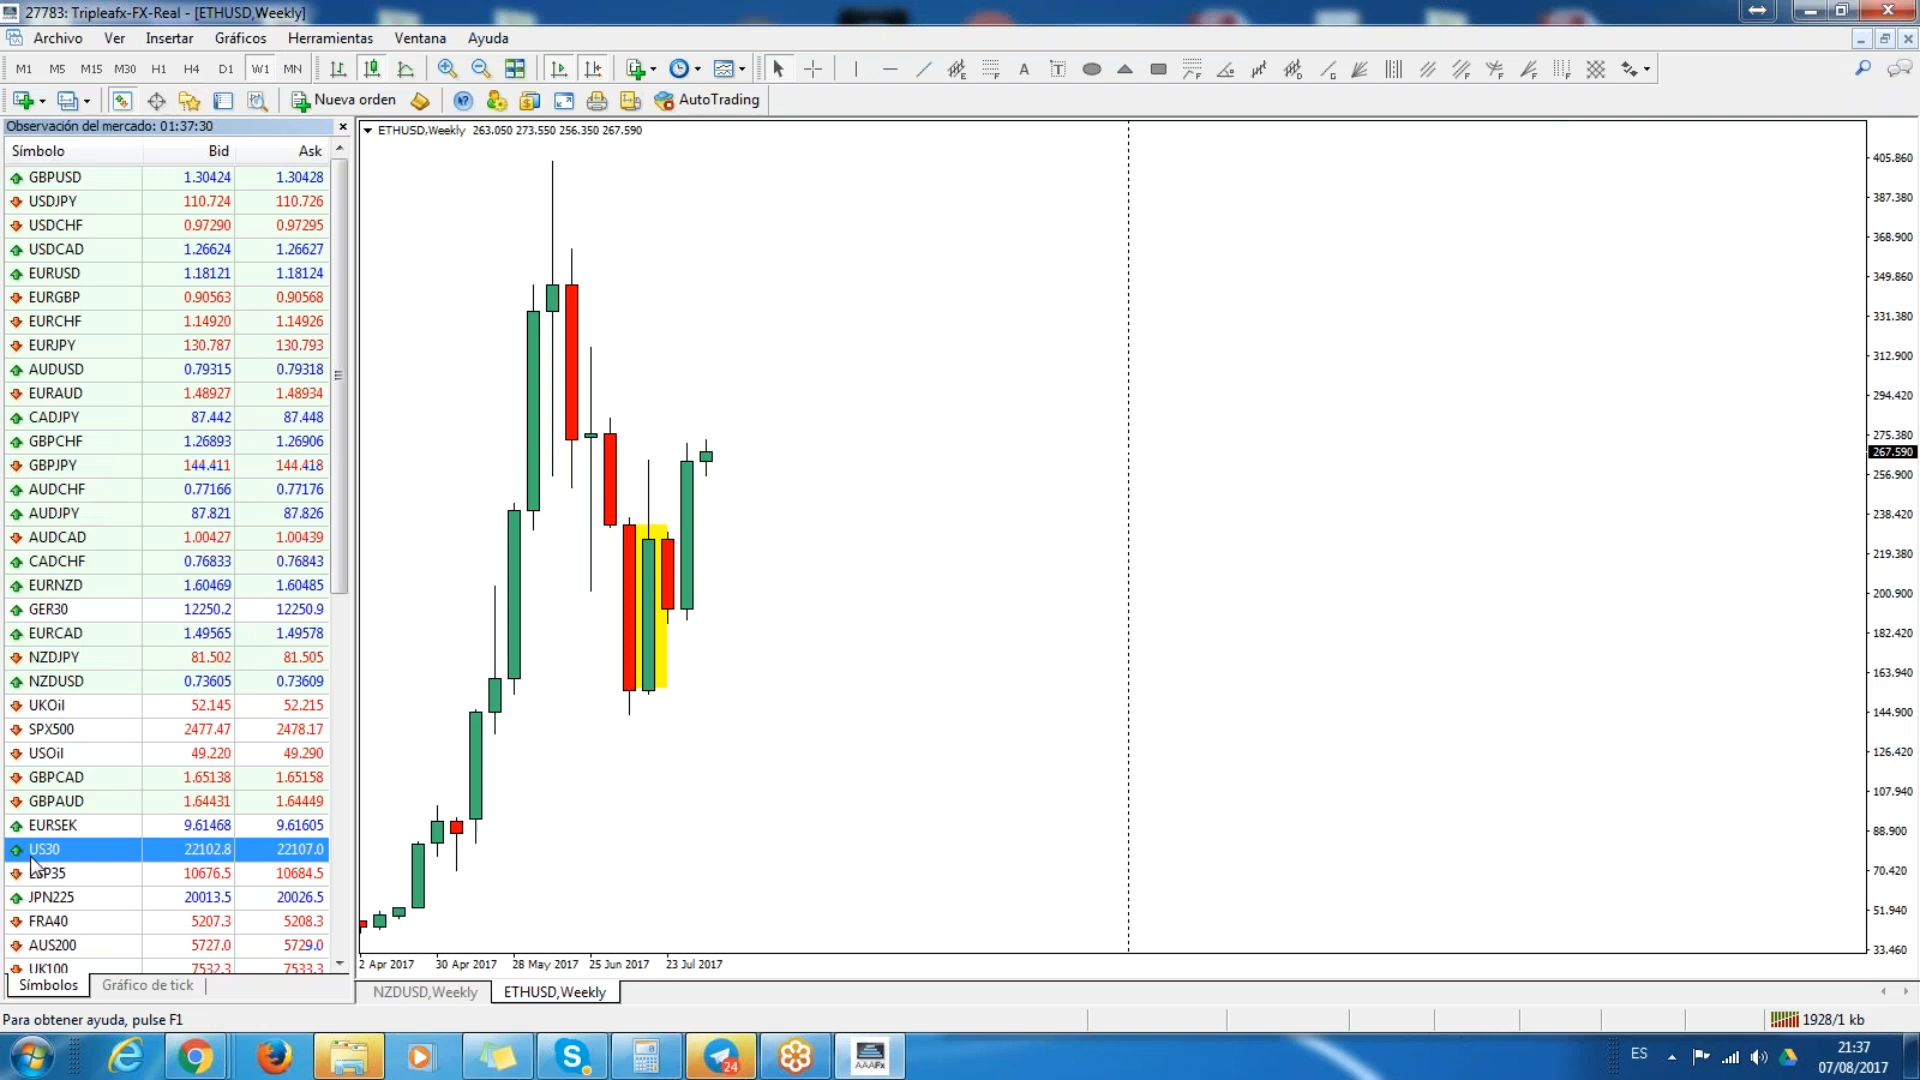 27783: Tripleafx-FX-Real - [ETHUSD,Weekly]
Archivo Ver Insertar Gráficos Herramientas Ventana Ayuda
M1 M5 M15 M30 H1 H4 D1 W1 MN
Nueva orden AutoTrading
Observación del mercado: 01:37:30
Símbolo Bid Ask
GBPUSD 1.30424 1.30428
USDJPY 110.724 110.726
USDCHF 0.97290 0.97295
USDCAD 1.26624 1.26627
EURUSD 1.18121 1.18124
EURGBP 0.90563 0.90568
EURCHF 1.14920 1.14926
EURJPY 130.787 130.793
AUDUSD 0.79315 0.79318
EURAUD 1.48927 1.48934
CADJPY 87.442 87.448
GBPCHF 1.26893 1.26906
GBPJPY 144.411 144.418
AUDCHF 0.77166 0.77176
AUDJPY 87.821 87.826
AUDCAD 1.00427 1.00439
CADCHF 0.76833 0.76843
EURNZD 1.60469 1.60485
GER30 12250.2 12250.9
EURCAD 1.49565 1.49578
NZDJPY 81.502 81.505
NZDUSD 0.73605 0.73609
UKOil 52.145 52.215
SPX500 2477.47 2478.17
USOil 49.220 49.290
GBPCAD 1.65138 1.65158
GBPAUD 1.64431 1.64449
EURSEK 9.61468 9.61605
US30 22102.8 22107.0
ESP35 10676.5 10684.5
JPN225 20013.5 20026.5
FRA40 5207.3 5208.3
AUS200 5727.0 5729.0
UK100 7532.3 7533.3
Símbolos Gráfico de tick
ETHUSD,Weekly 263.050 273.550 256.350 267.590
405.860
387.380
368.900
349.860
331.380
312.900
294.420
275.380
267.590
256.900
238.420
219.380
200.900
182.420
163.940
144.900
126.420
107.940
88.900
70.420
51.940
33.460
2 Apr 2017 30 Apr 2017 28 May 2017 25 Jun 2017 23 Jul 2017
NZDUSD,Weekly ETHUSD,Weekly
Para obtener ayuda, pulse F1
1928/1 kb
24
AAAFx
ES
21:37
07/08/2017